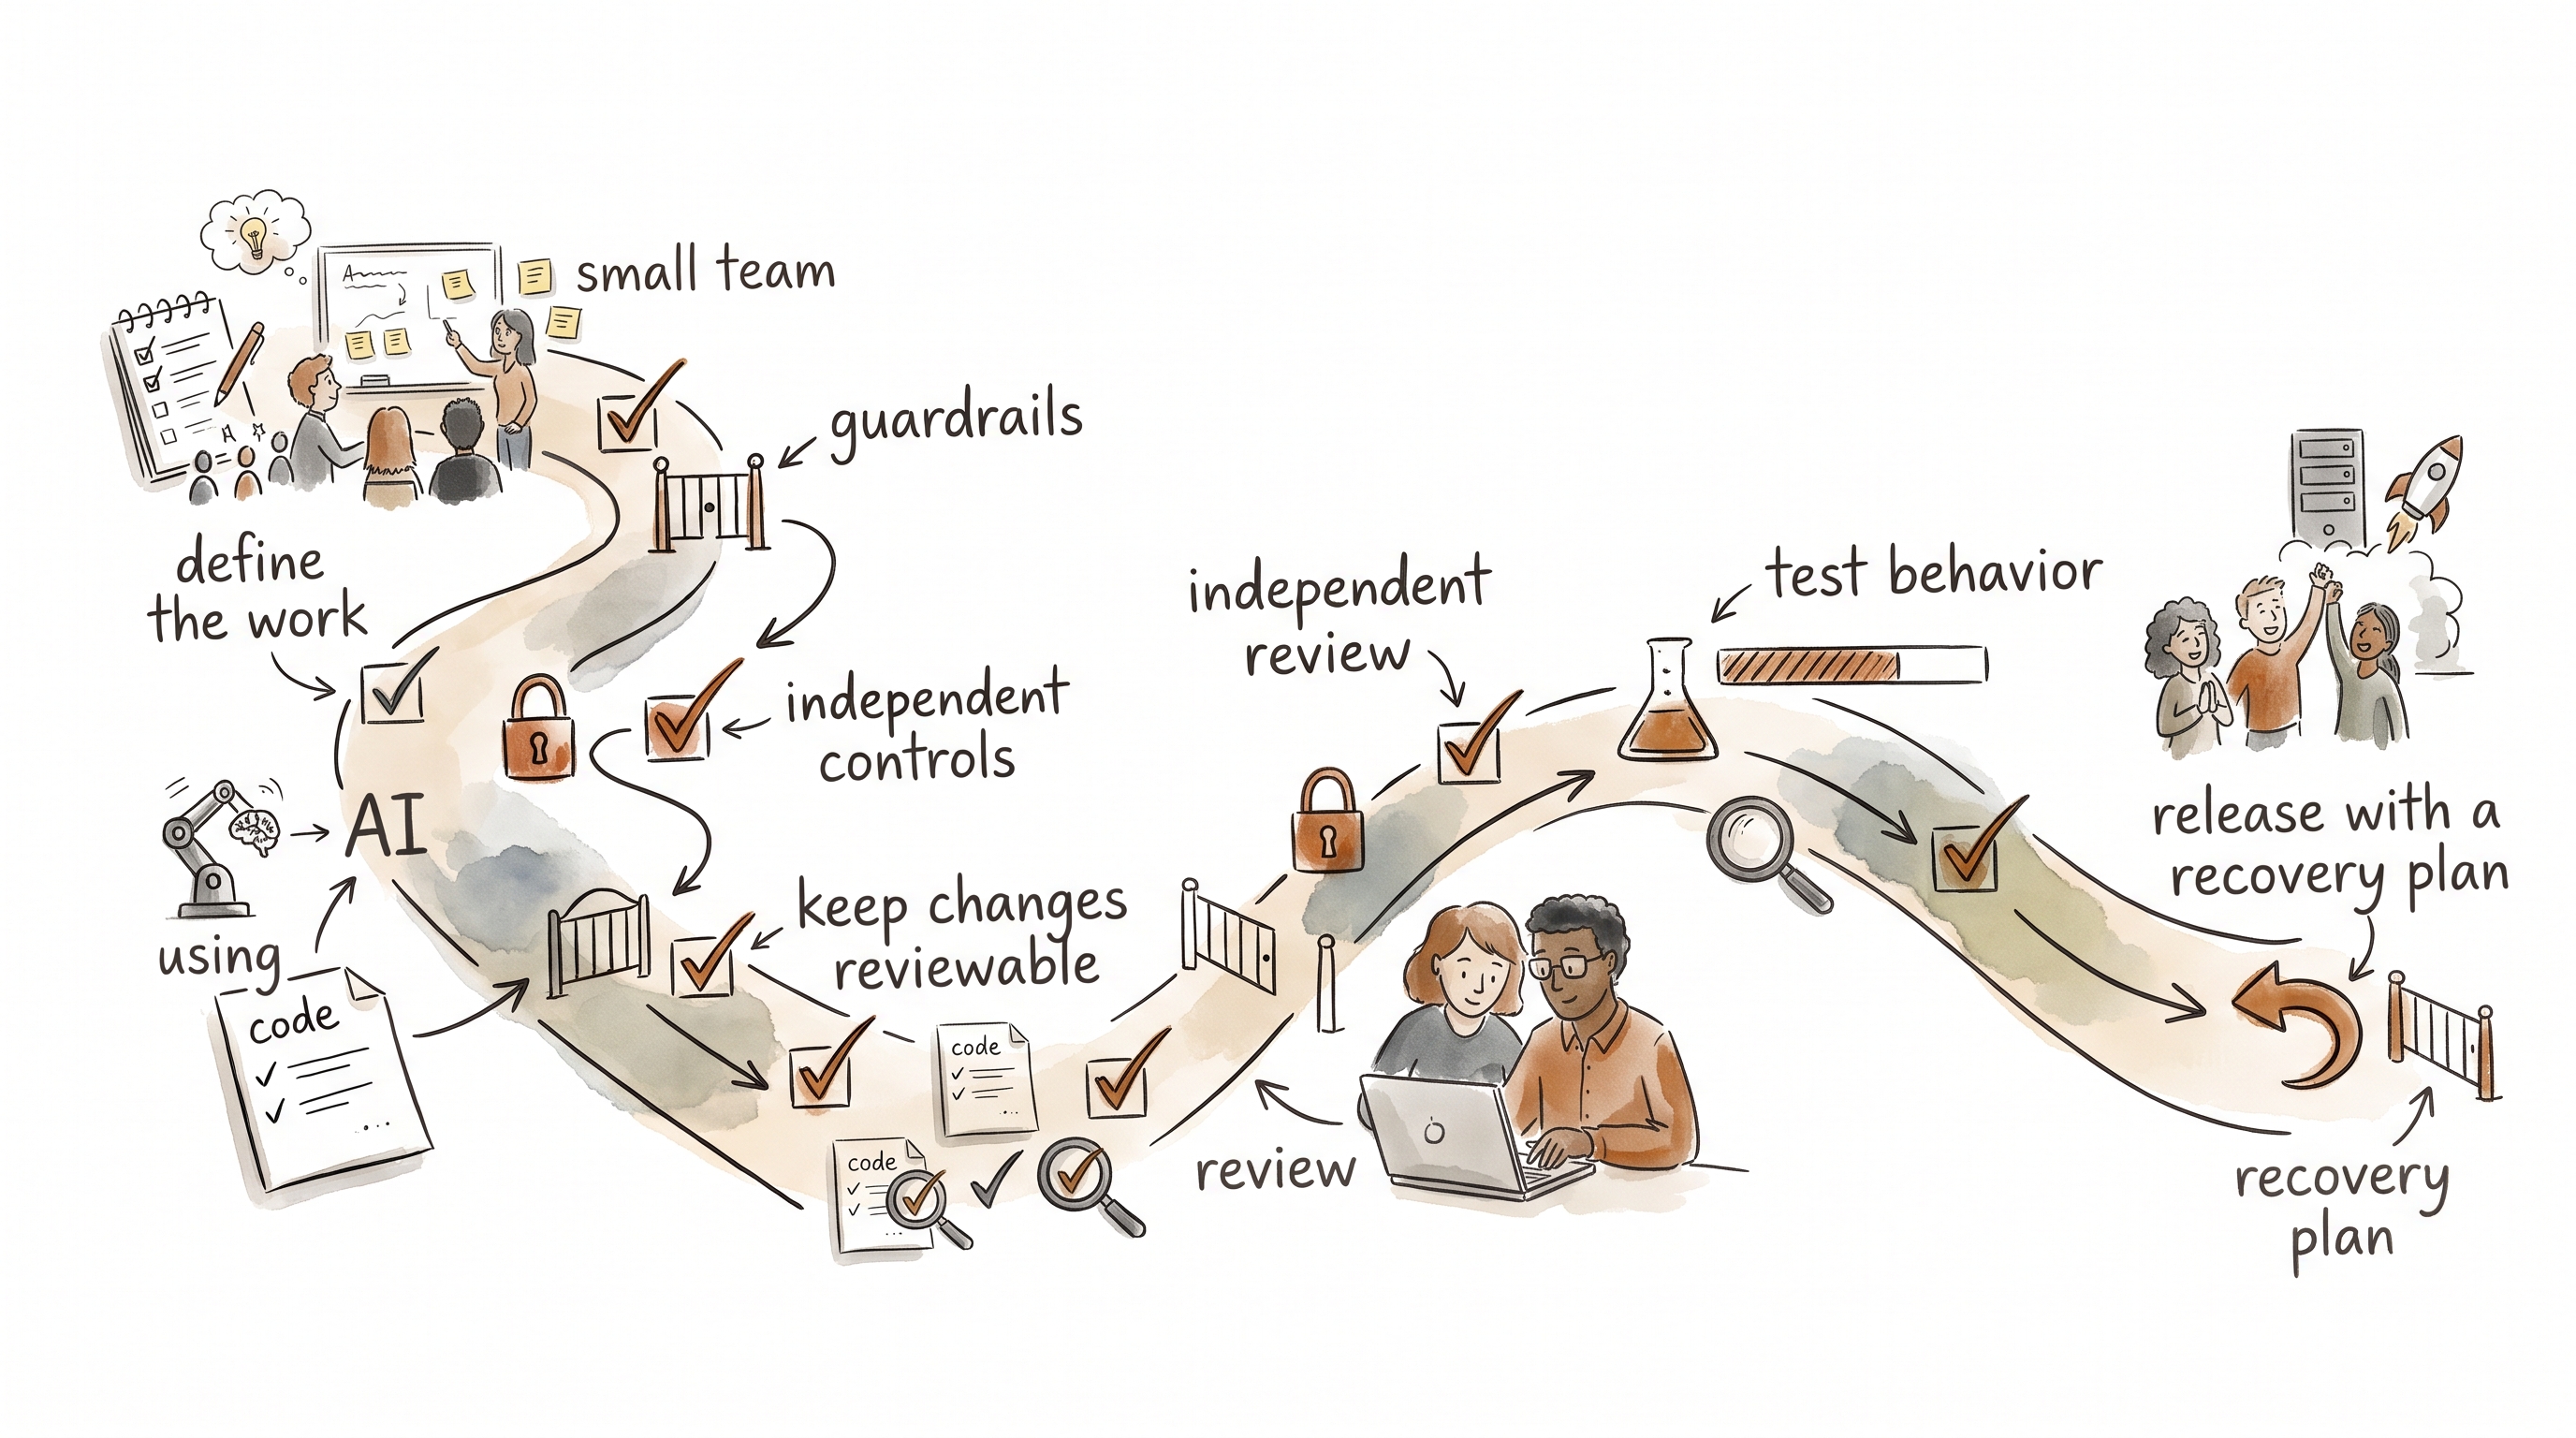 small team
guardrails
define
the work
independent
controls
AI
using
code
keep changes
reviewable
code
code
independent
review
test behavior
review
release with a
recovery plan
recovery
plan